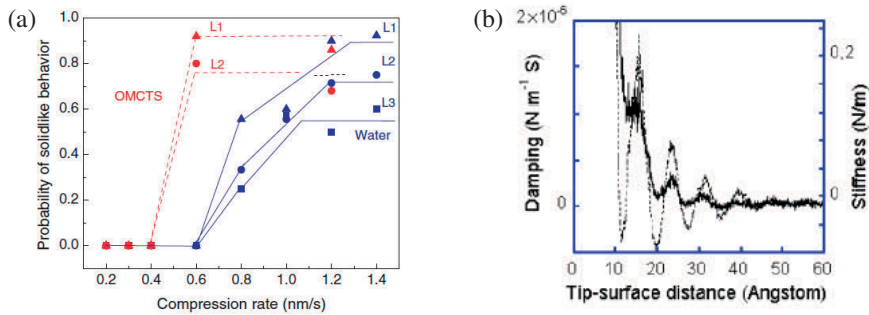 (a)
Probability of solidlike behavior
1.0
0.8
0.6
0.4
0.2
0.0
L1
L2
OMCTS
L1
L2
L3
Water
0.2 0.4 0.6 0.8 1.0 1.2 1.4
Compression rate (nm/s)
(b)
2×10⁻⁶
0
Damping (N m⁻¹ S)
0,2
0
Stiffness (N/m)
0 10 20 30 40 50 60
Tip-surface distance (Angstom)